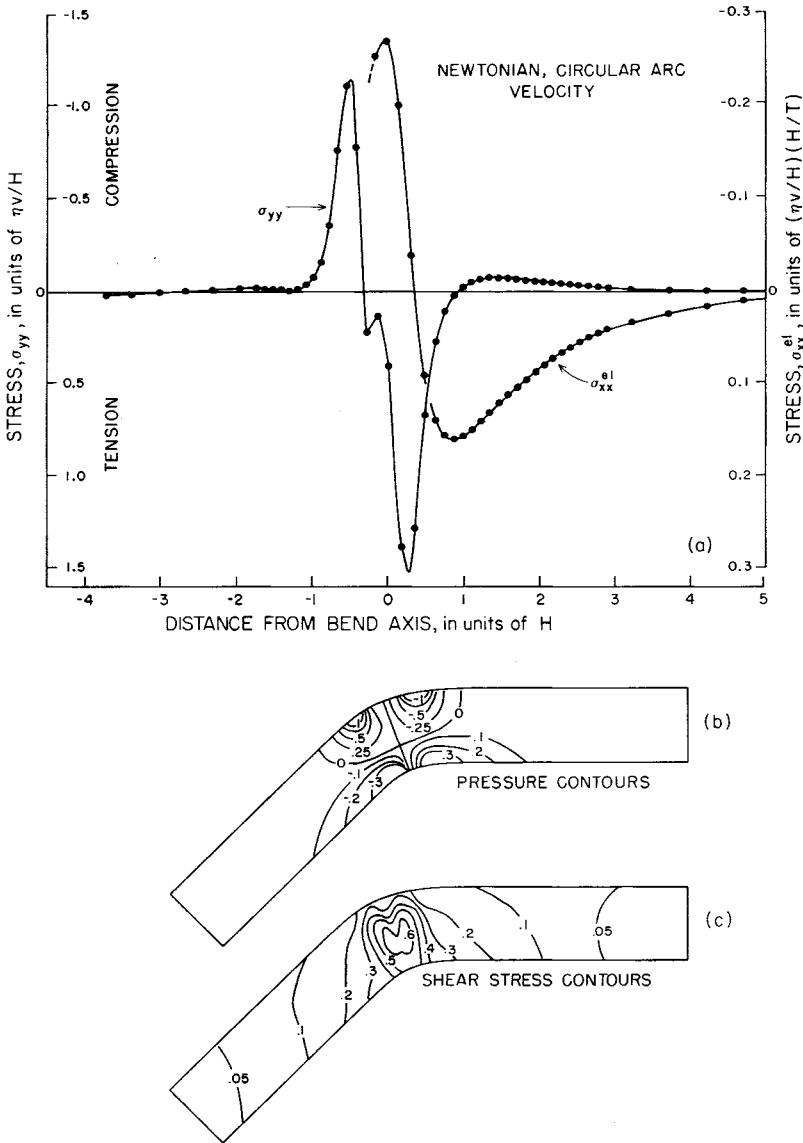 NEWTONIAN, CIRCULAR ARC
VELOCITY
STRESS, σyy, in units of ηv/H
COMPRESSION
TENSION
-1.5
-1.0
-0.5
0
0.5
1.0
1.5
σyy
σxx^el
-0.3
-0.2
-0.1
0
0.1
0.2
0.3
STRESS, σxx^el, in units of (ηv/H)(H/T)
(a)
-4 -3 -2 -1 0 1 2 3 4 5
DISTANCE FROM BEND AXIS, in units of H
(b)
-1 -1
-.5 -.5
-.25 -.25
0 0
-.1 .1
-.2 .2
-.3 .3
PRESSURE CONTOURS
(c)
.6
.5 .4
.3 .3
.2 .2
.1 .1
.05 .05
SHEAR STRESS CONTOURS